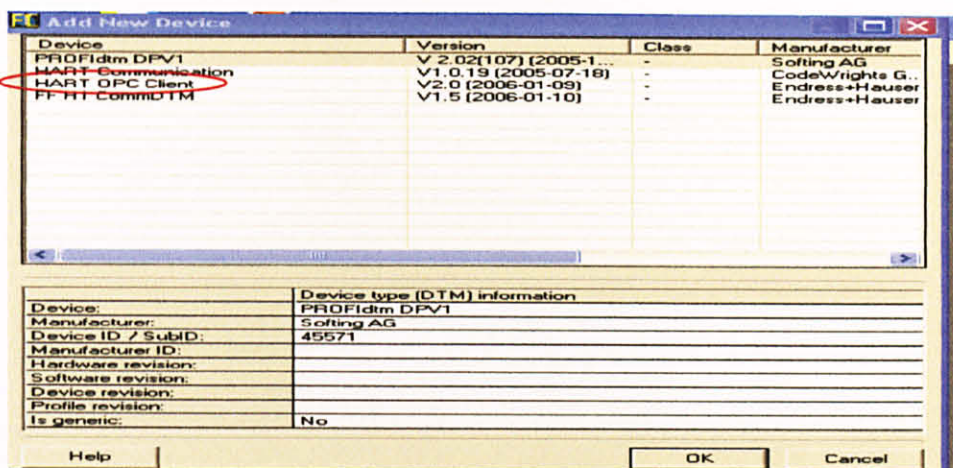 FC Add New Device
Device Version Class Manufacturer
PROFIdtm DPV1 V 2.02(107) (2005-1... - Softing AG
HART Communication V1.0.19 (2005-07-18) - CodeWrights G..
HART OPC Client V2.0 (2006-01-09) - Endress+Hauser
FF H1 CommDTM V1.5 (2006-01-10) - Endress+Hauser
Device type (DTM) information
Device: PROFIdtm DPV1
Manufacturer: Softing AG
Device ID / SubID: 45571
Manufacturer ID:
Hardware revision:
Software revision:
Device revision:
Profile revision:
Is generic: No
Help OK Cancel